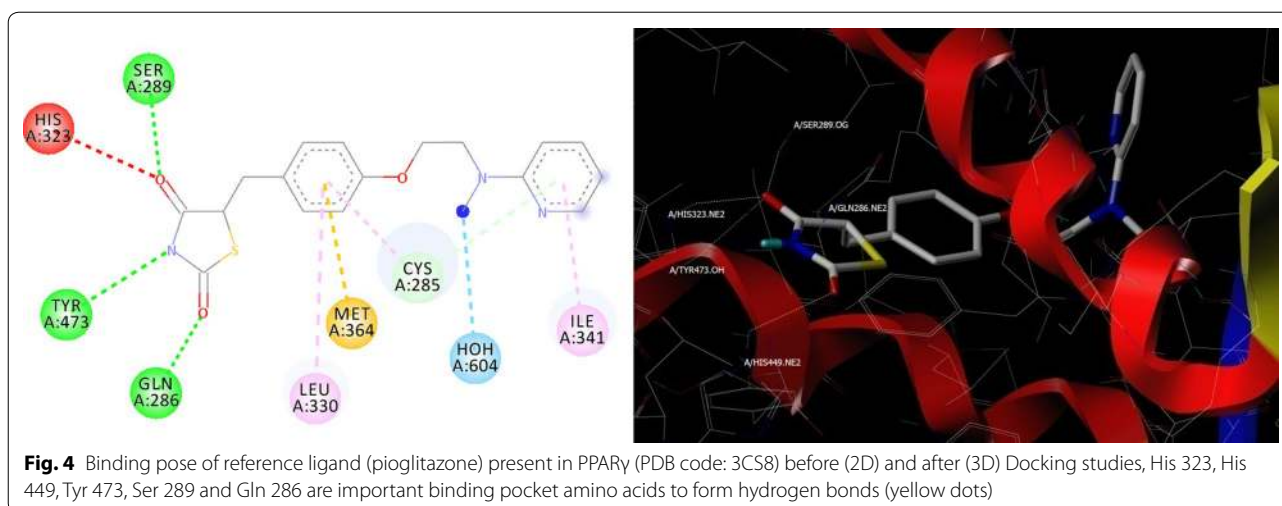 SER
A:289
HIS
A:323
O
N
S
O
TYR
A:473
GLN
A:286
O
N
N
CYS
A:285
MET
A:364
LEU
A:330
HOH
A:604
ILE
A:341
A/SER289.OG
A/HIS323.NE2
A/GLN286.NE2
A/TYR473.OH
A/HIS449.NE2
Fig. 4 Binding pose of reference ligand (pioglitazone) present in PPARγ (PDB code: 3CS8) before (2D) and after (3D) Docking studies, His 323, His
449, Tyr 473, Ser 289 and Gln 286 are important binding pocket amino acids to form hydrogen bonds (yellow dots)